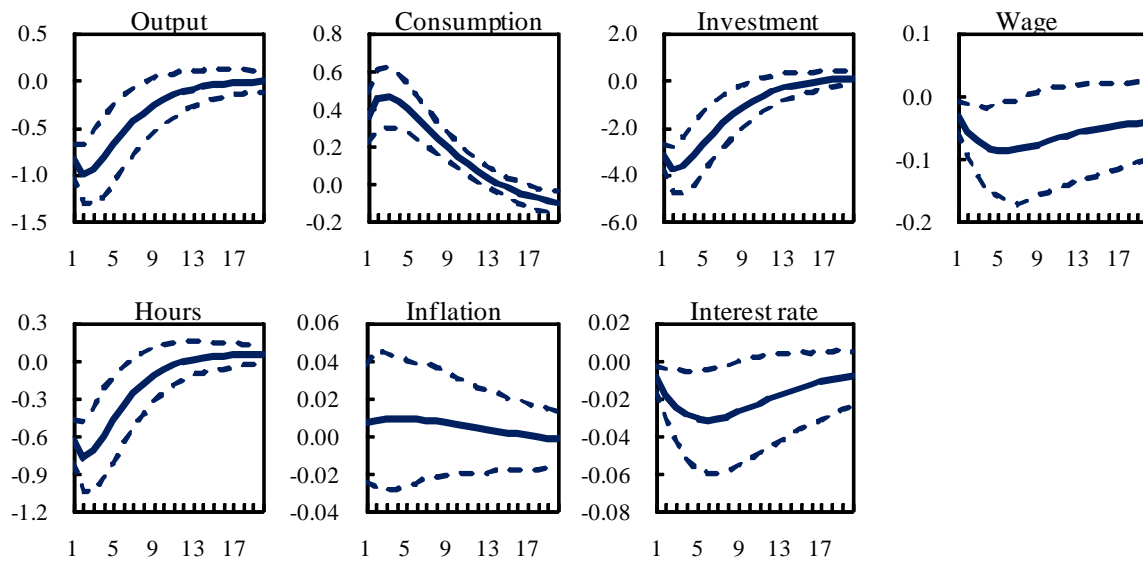 Output
0.5
0.0
-0.5
-1.0
-1.5
1 5 9 13 17
Consumption
0.8
0.6
0.4
0.2
0.0
-0.2
1 5 9 13 17
Investment
2.0
0.0
-2.0
-4.0
-6.0
1 5 9 13 17
Wage
0.1
0.0
-0.1
-0.2
1 5 9 13 17
Hours
0.3
0.0
-0.3
-0.6
-0.9
-1.2
1 5 9 13 17
Inflation
0.06
0.04
0.02
0.00
-0.02
-0.04
1 5 9 13 17
Interest rate
0.02
0.00
-0.02
-0.04
-0.06
-0.08
1 5 9 13 17